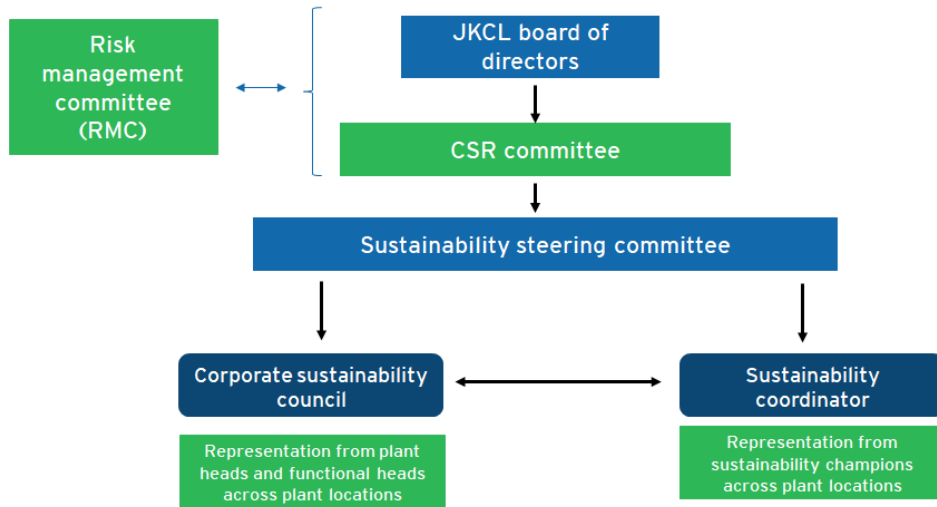 Risk
management
committee
(RMC)
JKCL board of
directors
CSR committee
Sustainability steering committee
Corporate sustainability
council
Sustainability
coordinator
Representation from plant
heads and functional heads
across plant locations
Representation from
sustainability champions
across plant locations